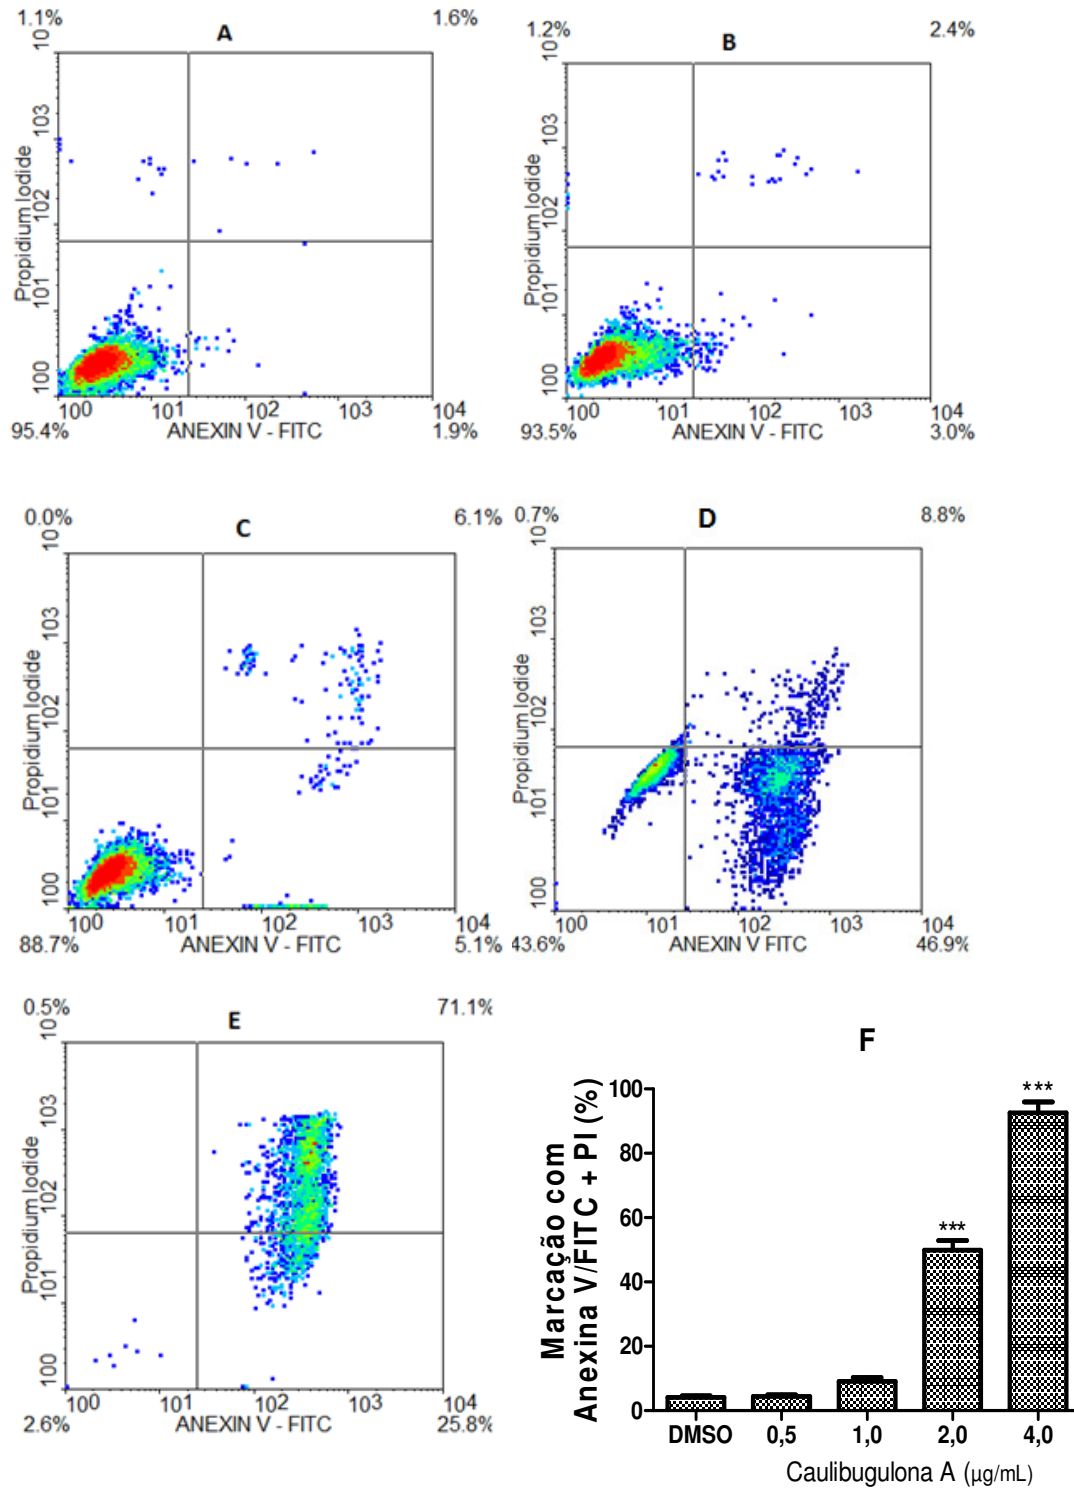 1.1% A 1.6%
10
103
102
101
100
Propidium Iodide
100 101 102 103 104
95.4% ANEXIN V - FITC 1.9%
1.2% B 2.4%
10
103
102
101
100
Propidium Iodide
100 101 102 103 104
93.5% ANEXIN V - FITC 3.0%
0.0% C 6.1%
10
103
102
101
100
Propidium Iodide
100 101 102 103 104
88.7% ANEXIN V - FITC 5.1%
0.7% D 8.8%
10
103
102
101
100
Propidium Iodide
100 101 102 103 104
43.6% ANEXIN V FITC 46.9%
0.5% E 71.1%
10
103
102
101
100
Propidium Iodide
100 101 102 103 104
2.6% ANEXIN V - FITC 25.8%
F
Marcação com
Anexina V/FITC + PI (%)
100
80
60
40
20
0
***
***
DMSO 0,5 1,0 2,0 4,0
Caulibugulona A (µg/mL)